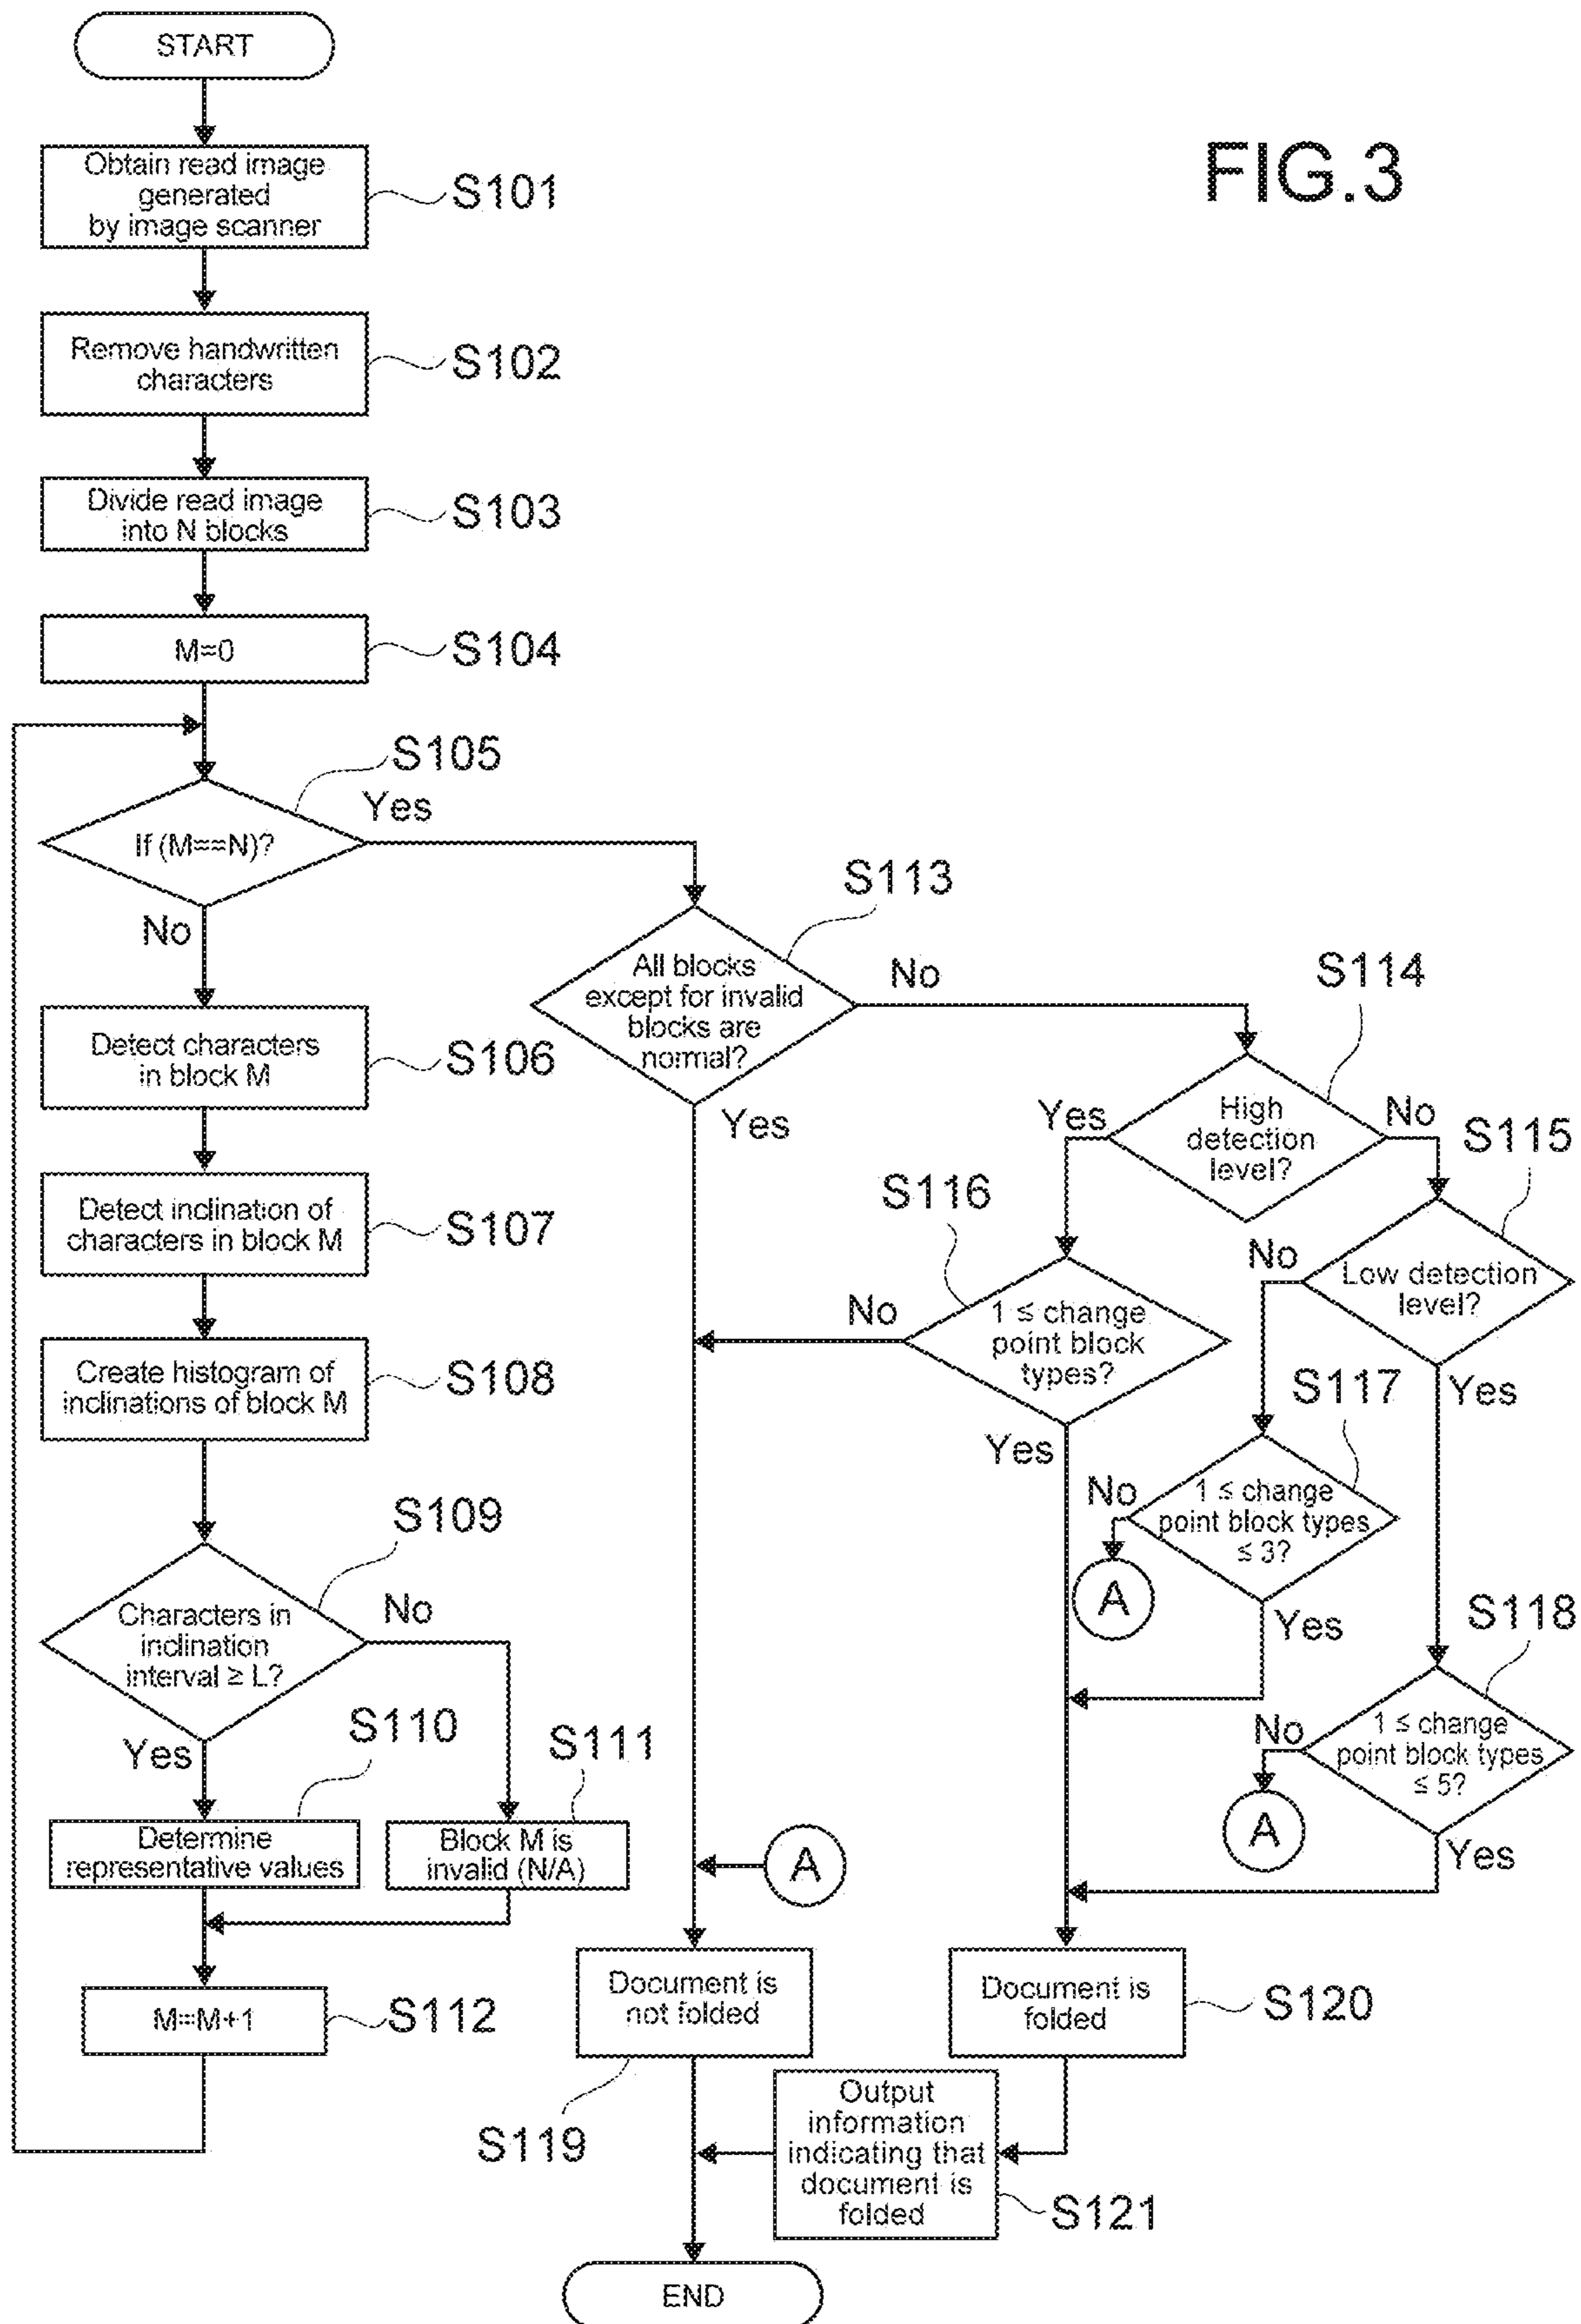 START
FIG.3
Obtain read image
generated
by image scanner
S101
Remove handwritten
characters
S102
Divide read image
into N blocks
S103
M=0
S104
S105
If (M==N)?
Yes
No
Detect characters
in block M
S106
Detect inclination of
characters in block M
S107
Create histogram of
inclinations of block M
S108
S109
Characters in
inclination
interval ≥ L?
No
Yes
S110
Determine
representative values
S111
Block M is
invalid (N/A)
M=M+1
S112
S113
All blocks
except for invalid
blocks are
normal?
No
Yes
S114
High
detection
level?
Yes
No
S115
Low detection
level?
No
Yes
S116
1 ≤ change
point block
types?
No
Yes
S117
1 ≤ change
point block types
≤ 3?
No
A
Yes
S118
1 ≤ change
point block types
≤ 5?
No
A
Yes
A
Document is
not folded
S119
Document is
folded
S120
Output
information
indicating that
document is
folded
S121
END